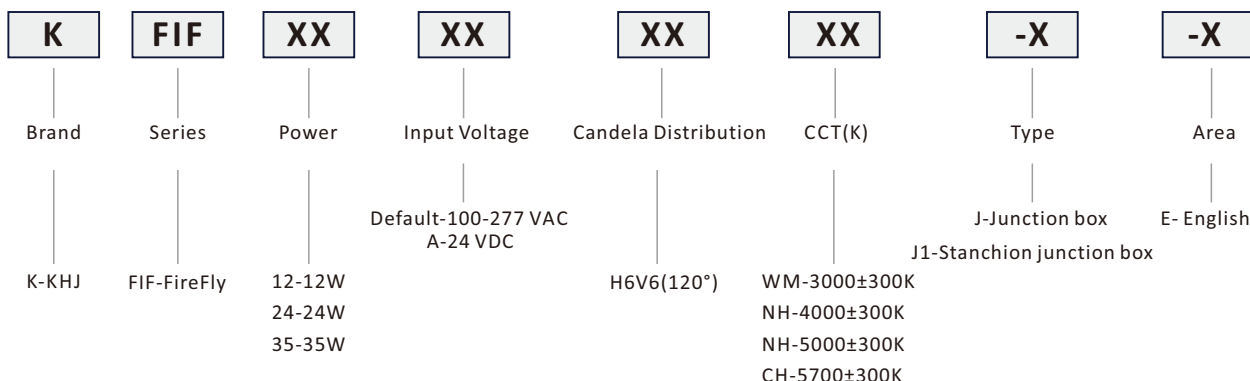 K FIF XX XX XX XX -X -X
Brand Series Power Input Voltage Candela Distribution CCT(K) Type Area
Default-100-277 VAC J-Junction box E- English
A-24 VDC
J1-Stanchion junction box
K-KHJ FIF-FireFly 12-12W H6V6(120°) WM-3000±300K
24-24W NH-4000±300K
35-35W NH-5000±300K
CH-5700±300K